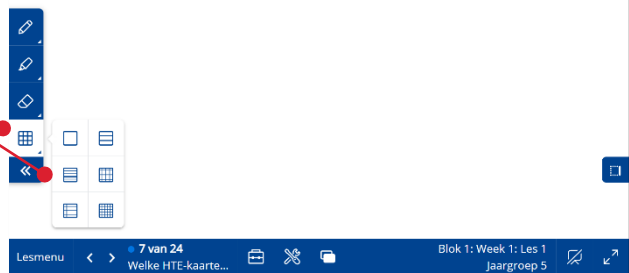 Lesmenu
7 van 24
Welke HTE-kaarte...
Blok 1: Week 1: Les 1
Jaargroep 5